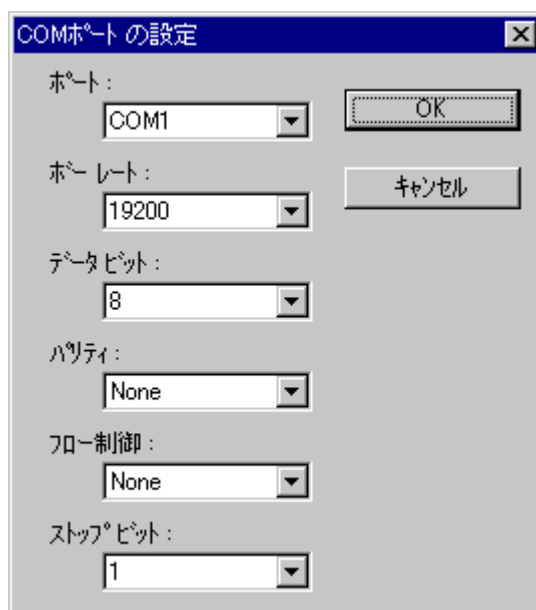 COMﾎﾟｰﾄ の設定
ﾎﾟｰﾄ :
COM1
OK
ﾎﾞｰ ﾚｰﾄ :
19200
ｷｬﾝｾﾙ
ﾃﾞｰﾀ ﾋﾞｯﾄ :
8
ﾊﾟﾘﾃｨ :
None
ﾌﾛｰ制御 :
None
ｽﾄｯﾌﾟ ﾋﾞｯﾄ :
1